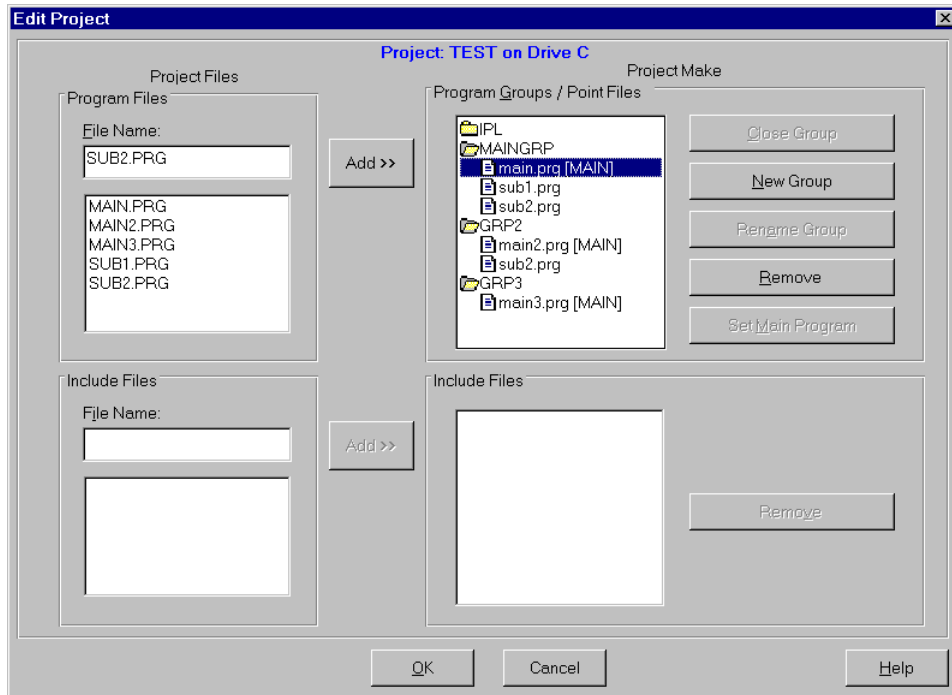 Edit Project
Project: TEST on Drive C
Project Files
Project Make
Program Files
File Name:
SUB2.PRG
MAIN.PRG
MAIN2.PRG
MAIN3.PRG
SUB1.PRG
SUB2.PRG
Add >>
Program Groups / Point Files
IPL
MAINGRP
main.prg [MAIN]
sub1.prg
sub2.prg
GRP2
main2.prg [MAIN]
sub2.prg
GRP3
main3.prg [MAIN]
Close Group
New Group
Rename Group
Remove
Set Main Program
Include Files
File Name:
Add >>
Include Files
Remove
OK
Cancel
Help